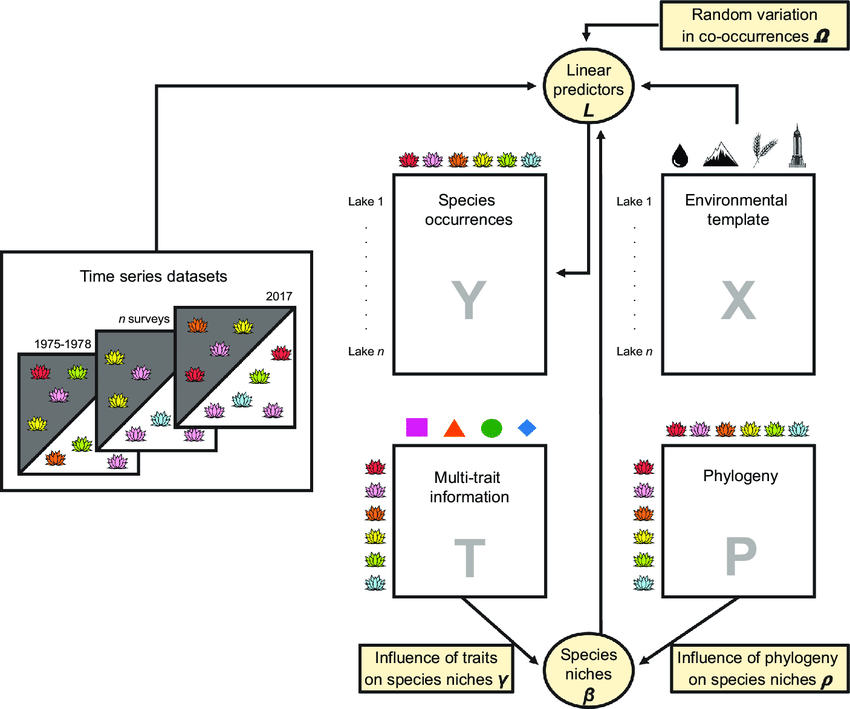 Random variation
in co-occurrences Ω
Linear
predictors
L
Species
occurrences
Y
Lake 1
Lake n
Environmental
template
X
Lake 1
Lake n
Time series datasets
2017
n surveys
1975-1978
Multi-trait
information
T
Phylogeny
P
Influence of traits
on species niches γ
Species
niches
β
Influence of phylogeny
on species niches ρ